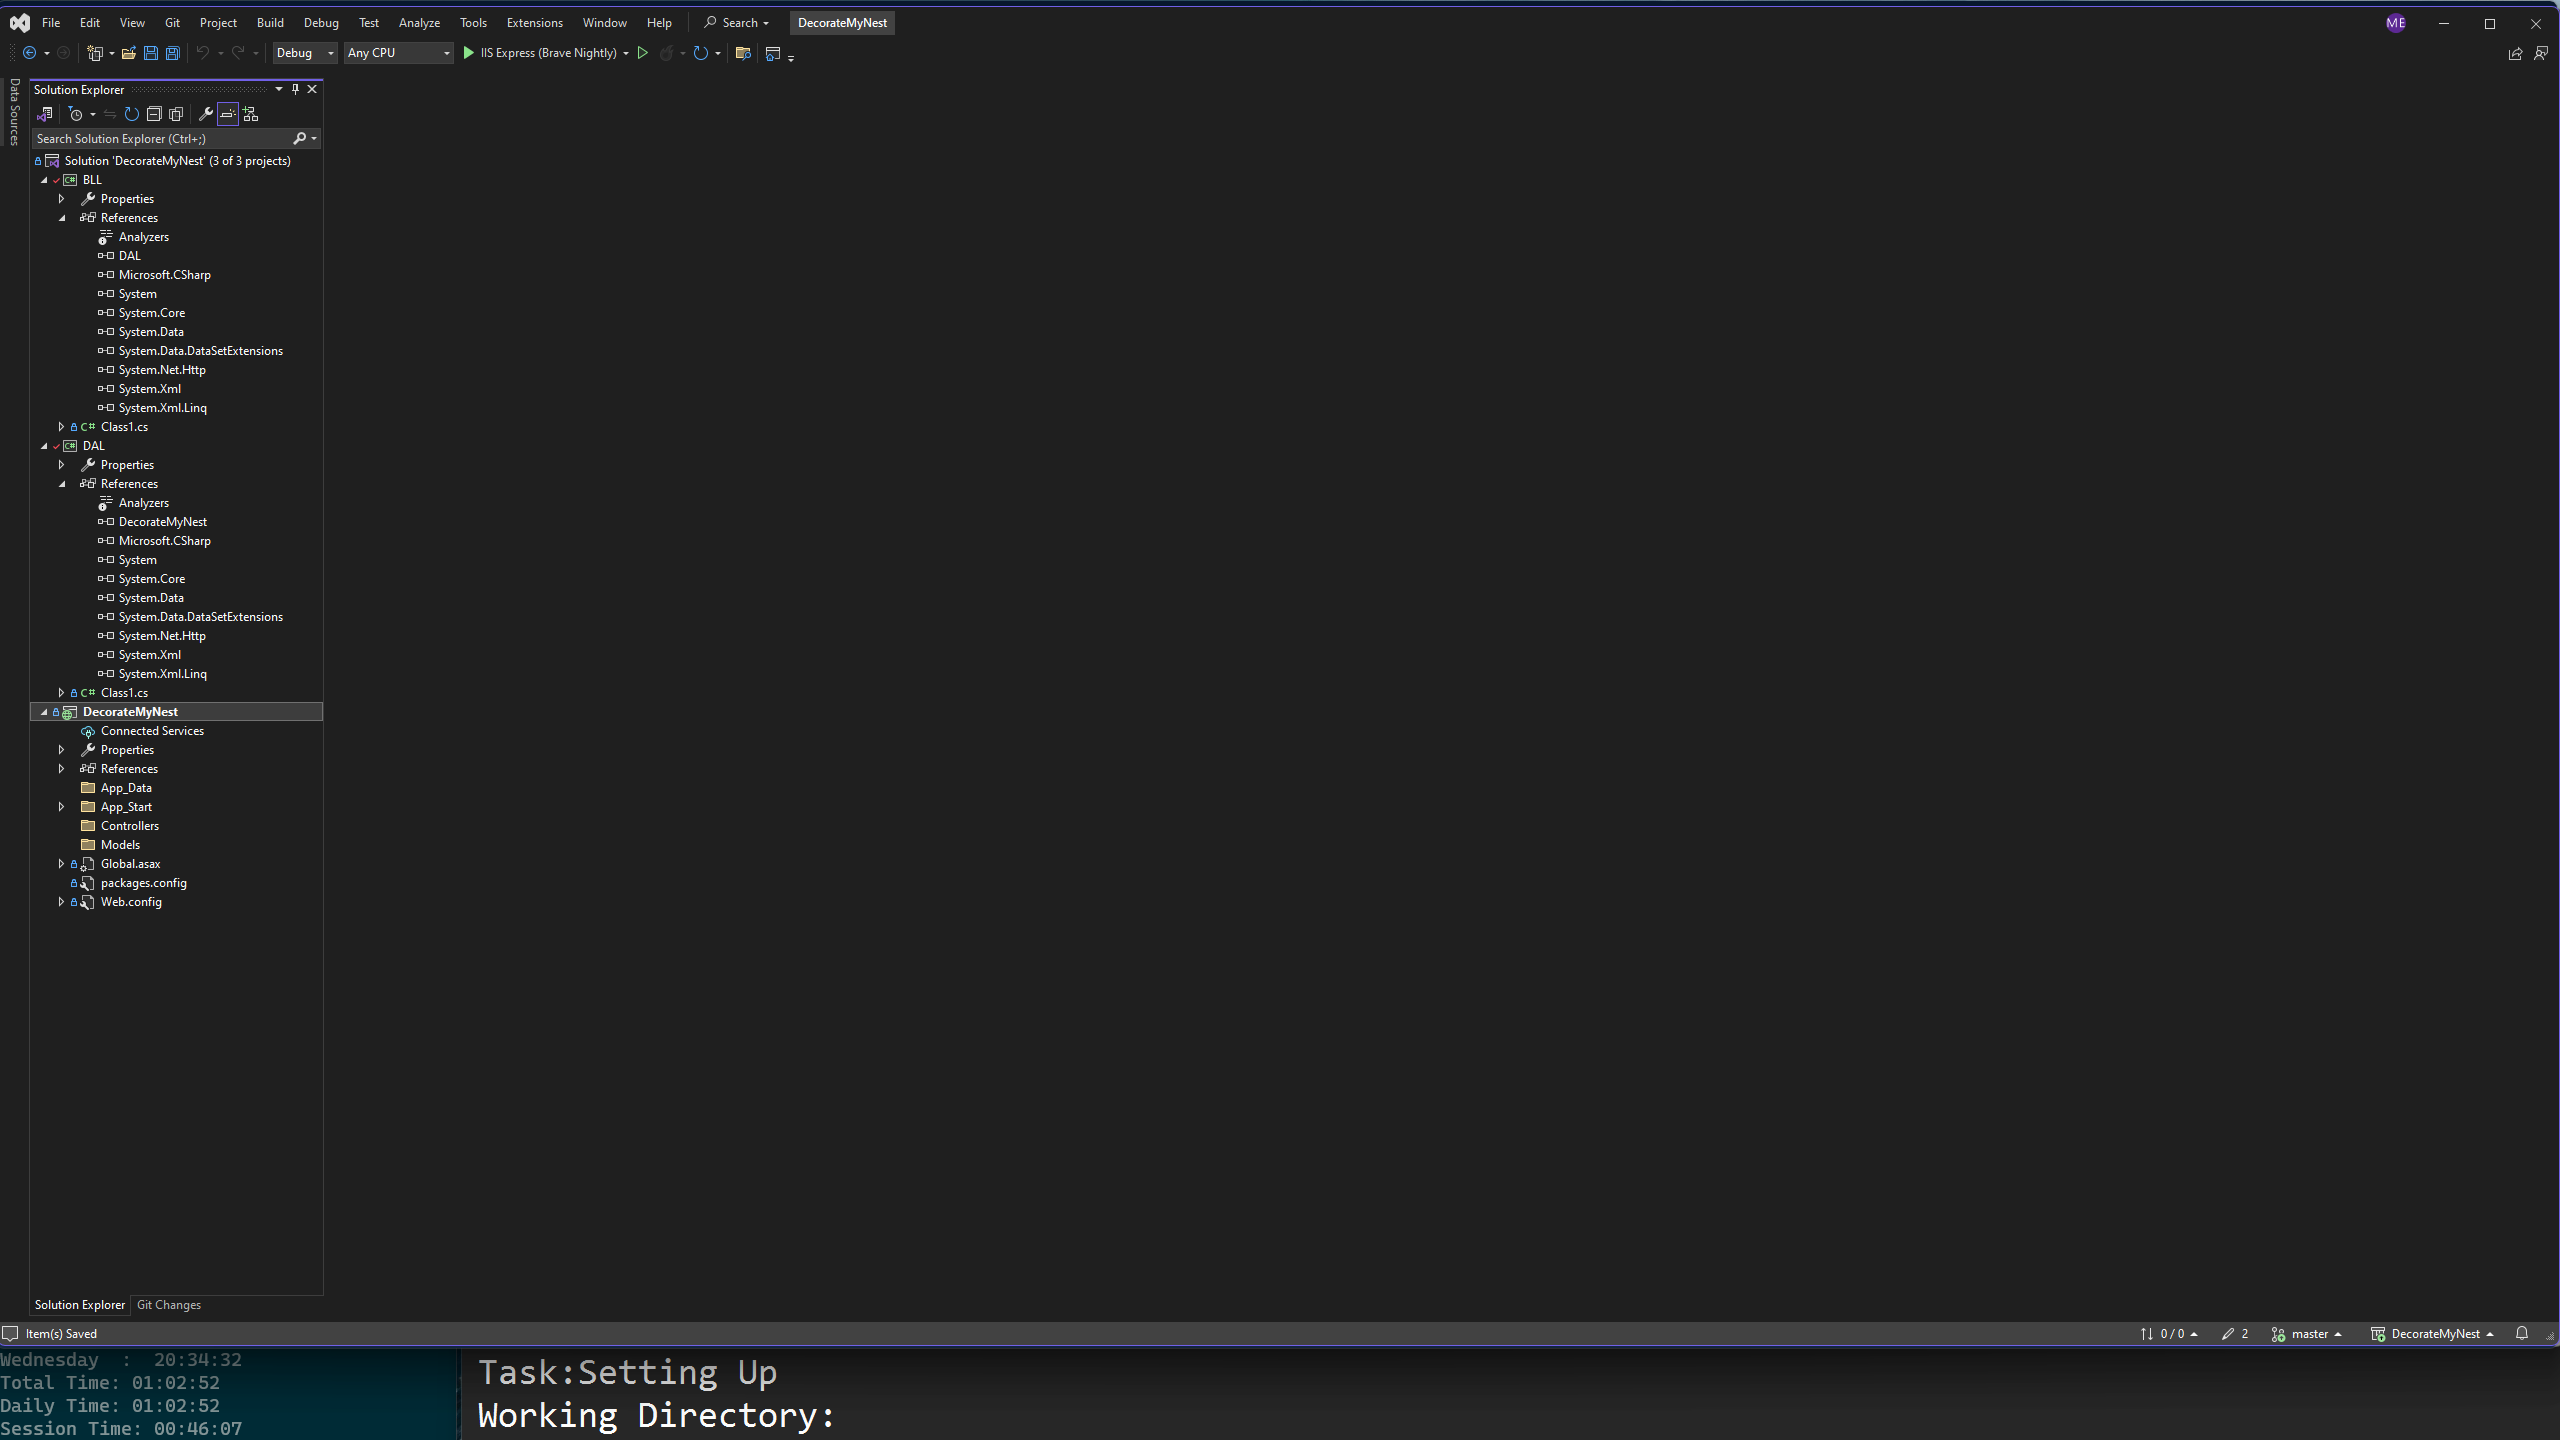 File Edit View Git Project Build Debug Test Analyze Tools Extensions Window Help Search DecorateMyNest ME
Debug Any CPU IIS Express (Brave Nightly)
Data Sources
Solution Explorer
Search Solution Explorer (Ctrl+;)
Solution 'DecorateMyNest' (3 of 3 projects)
C# BLL
Properties
References
Analyzers
DAL
Microsoft.CSharp
System
System.Core
System.Data
System.Data.DataSetExtensions
System.Net.Http
System.Xml
System.Xml.Linq
C# Class1.cs
C# DAL
Properties
References
Analyzers
DecorateMyNest
Microsoft.CSharp
System
System.Core
System.Data
System.Data.DataSetExtensions
System.Net.Http
System.Xml
System.Xml.Linq
C# Class1.cs
DecorateMyNest
Connected Services
Properties
References
App_Data
App_Start
Controllers
Models
Global.asax
packages.config
Web.config
Solution Explorer Git Changes
Item(s) Saved 0 / 0 2 master DecorateMyNest
Wednesday : 20:34:32
Total Time: 01:02:52
Daily Time: 01:02:52
Session Time: 00:46:07
Task:Setting Up
Working Directory: